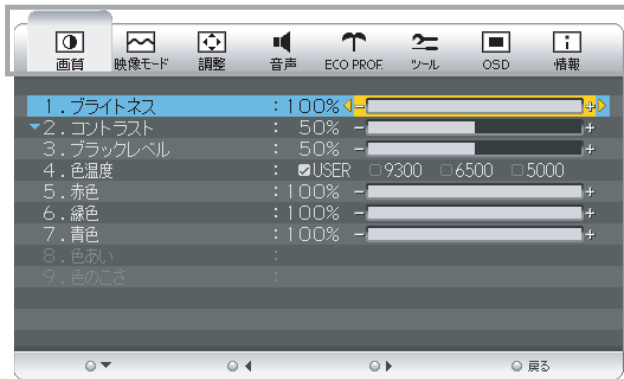 画質 映像モード 調整 音声 ECO PROF. ツール OSD 情報
1.ブライトネス :100%
2.コントラスト : 50%
3.ブラックレベル : 50%
4.色温度 : USER 9300 6500 5000
5.赤色 :100%
6.緑色 :100%
7.青色 :100%
8.色あい :
9.色のこさ :
戻る